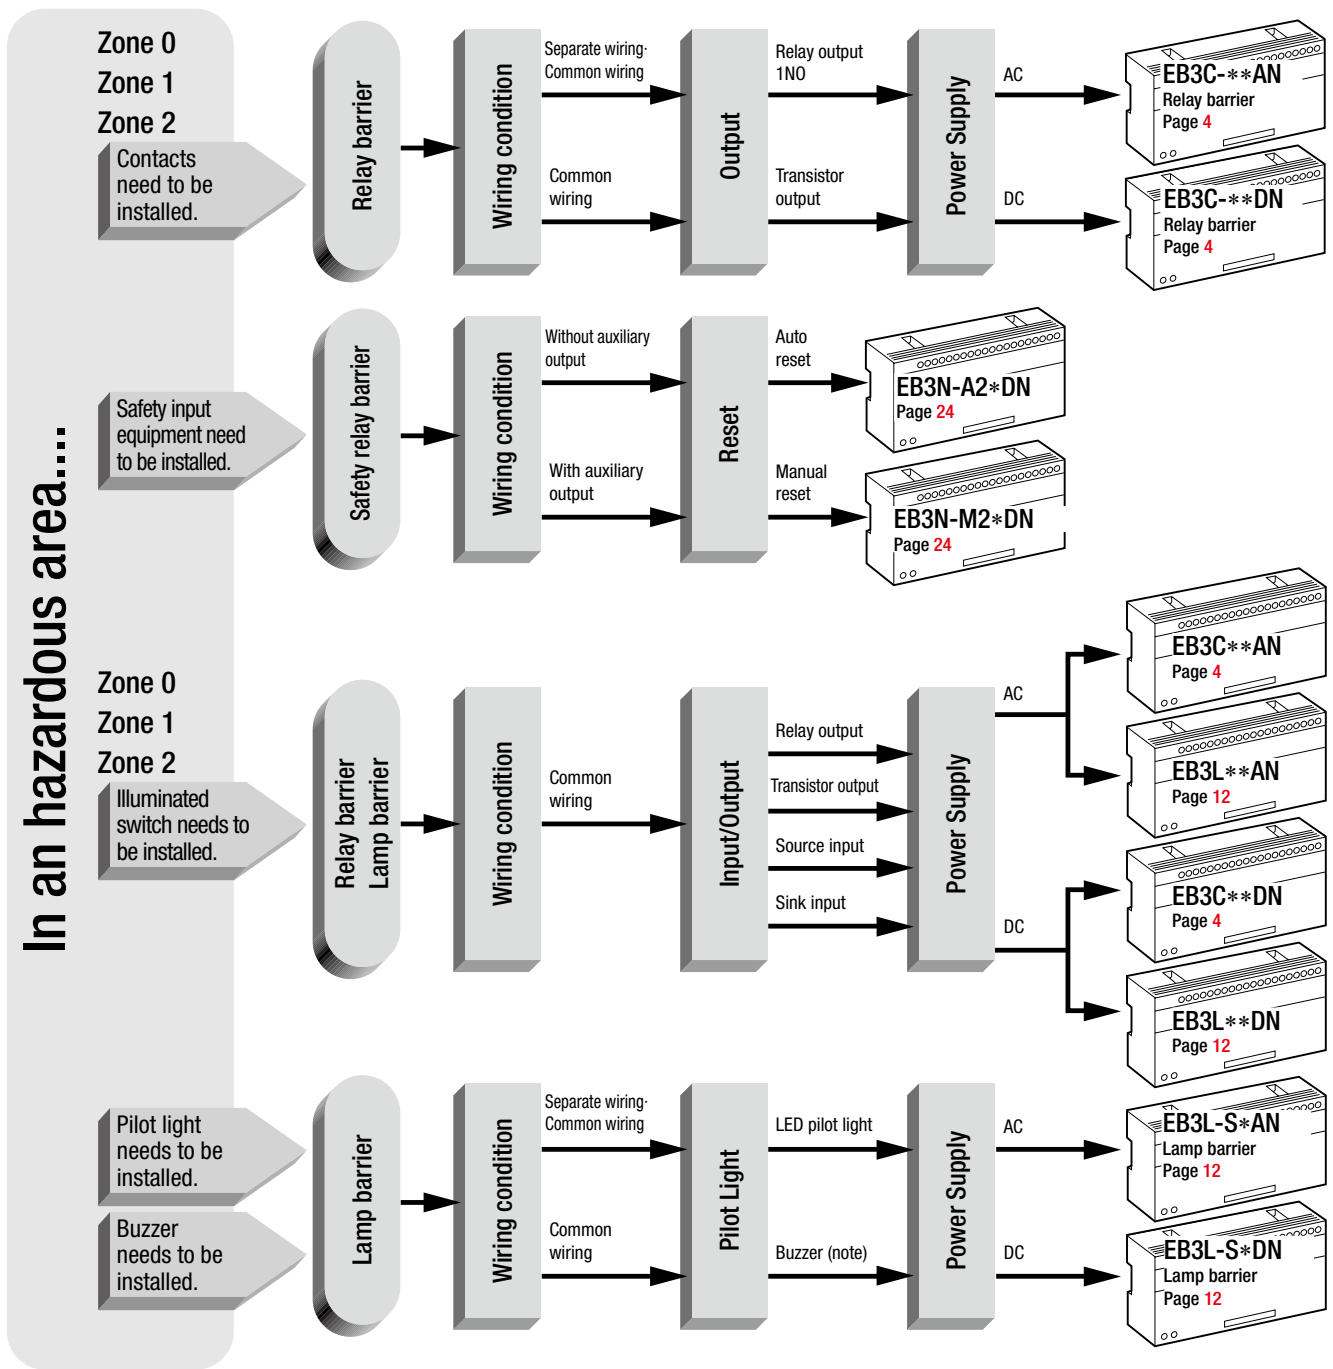 In an hazardous area....
Zone 0
Zone 1
Zone 2
Contacts
need to be
installed.
Relay barrier
Wiring condition
Separate wiring·
Common wiring
Common
wiring
Output
Relay output
1NO
Transistor
output
Power Supply
AC
DC
EB3C-**AN
Relay barrier
Page 4
EB3C-**DN
Relay barrier
Page 4
Safety input
equipment need
to be installed.
Safety relay barrier
Wiring condition
Without auxiliary
output
With auxiliary
output
Reset
Auto
reset
Manual
reset
EB3N-A2*DN
Page 24
EB3N-M2*DN
Page 24
Zone 0
Zone 1
Zone 2
Illuminated
switch needs to
be installed.
Relay barrier
Lamp barrier
Wiring condition
Common
wiring
Input/Output
Relay output
Transistor output
Source input
Sink input
Power Supply
AC
DC
EB3C**AN
Page 4
EB3L**AN
Page 12
EB3C**DN
Page 4
EB3L**DN
Page 12
Pilot light
needs to be
installed.
Buzzer
needs to be
installed.
Lamp barrier
Wiring condition
Separate wiring·
Common wiring
Common
wiring
Pilot Light
LED pilot light
Buzzer (note)
Power Supply
AC
DC
EB3L-S*AN
Lamp barrier
Page 12
EB3L-S*DN
Lamp barrier
Page 12